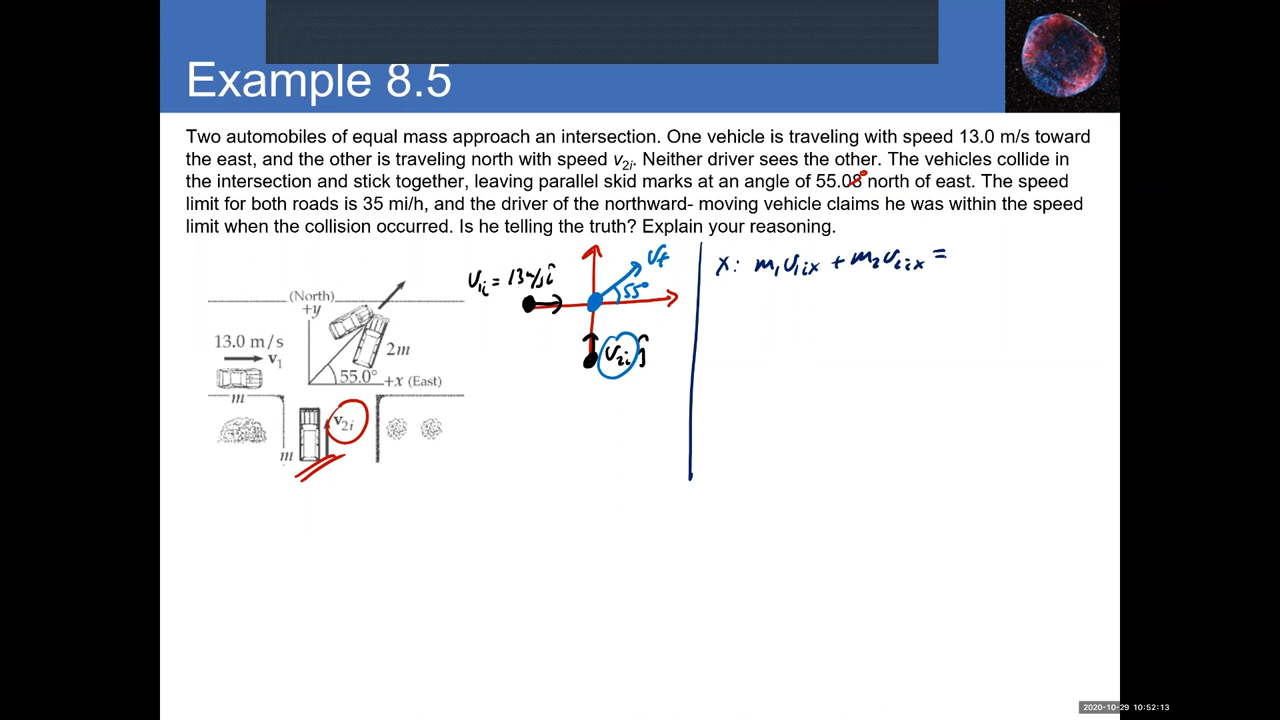 Example 8.5
Two automobiles of equal mass approach an intersection. One vehicle is traveling with speed 13.0 m/s toward
the east, and the other is traveling north with speed v2i. Neither driver sees the other. The vehicles collide in
the intersection and stick together, leaving parallel skid marks at an angle of 55.08° north of east. The speed
limit for both roads is 35 mi/h, and the driver of the northward- moving vehicle claims he was within the speed
limit when the collision occurred. Is he telling the truth? Explain your reasoning.
x: m₁v₁ᵢₓ + m₂v₂ᵢₓ =
v₁ᵢ = 13 m/s î
vf
55°
v₂ᵢ ĵ
(North)
+y
13.0 m/s
v1
m
2m
55.0°
+x (East)
v2i
m
2020-10-29 10:52:13